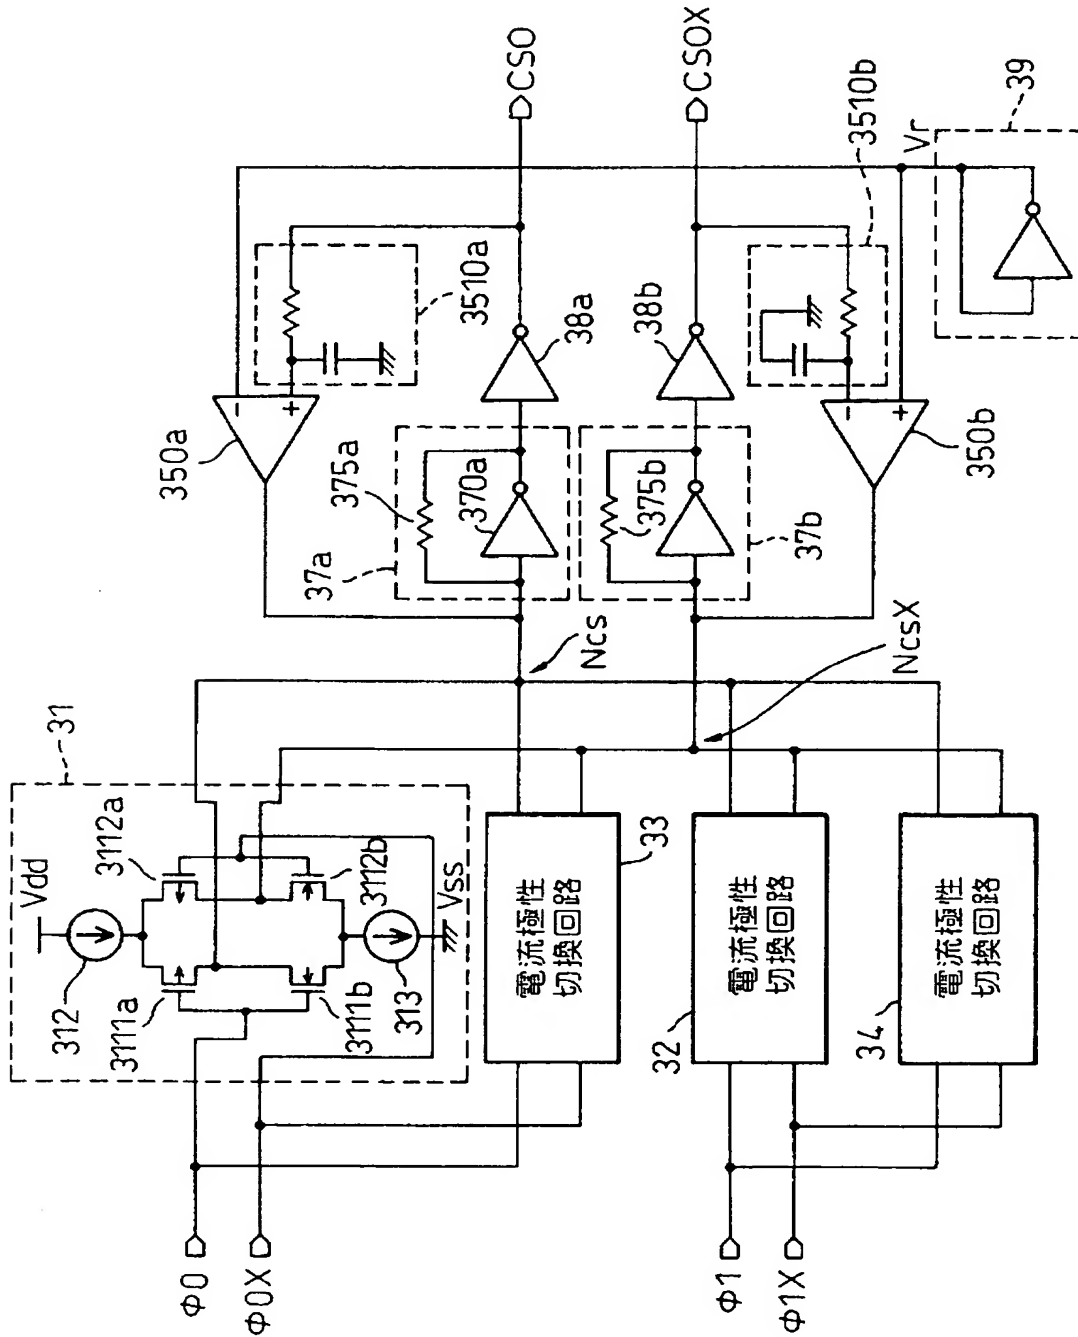 Φ0
Φ0X
Φ1
Φ1X
31
Vdd
312
3111a
3112a
3111b
3112b
313
Vss
33
電流極性
切換回路
32
電流極性
切換回路
34
電流極性
切換回路
Ncs
NcsX
350a
3510a
37a
375a
370a
38a
37b
375b
38b
350b
3510b
39
Vr
CSO
CSOX